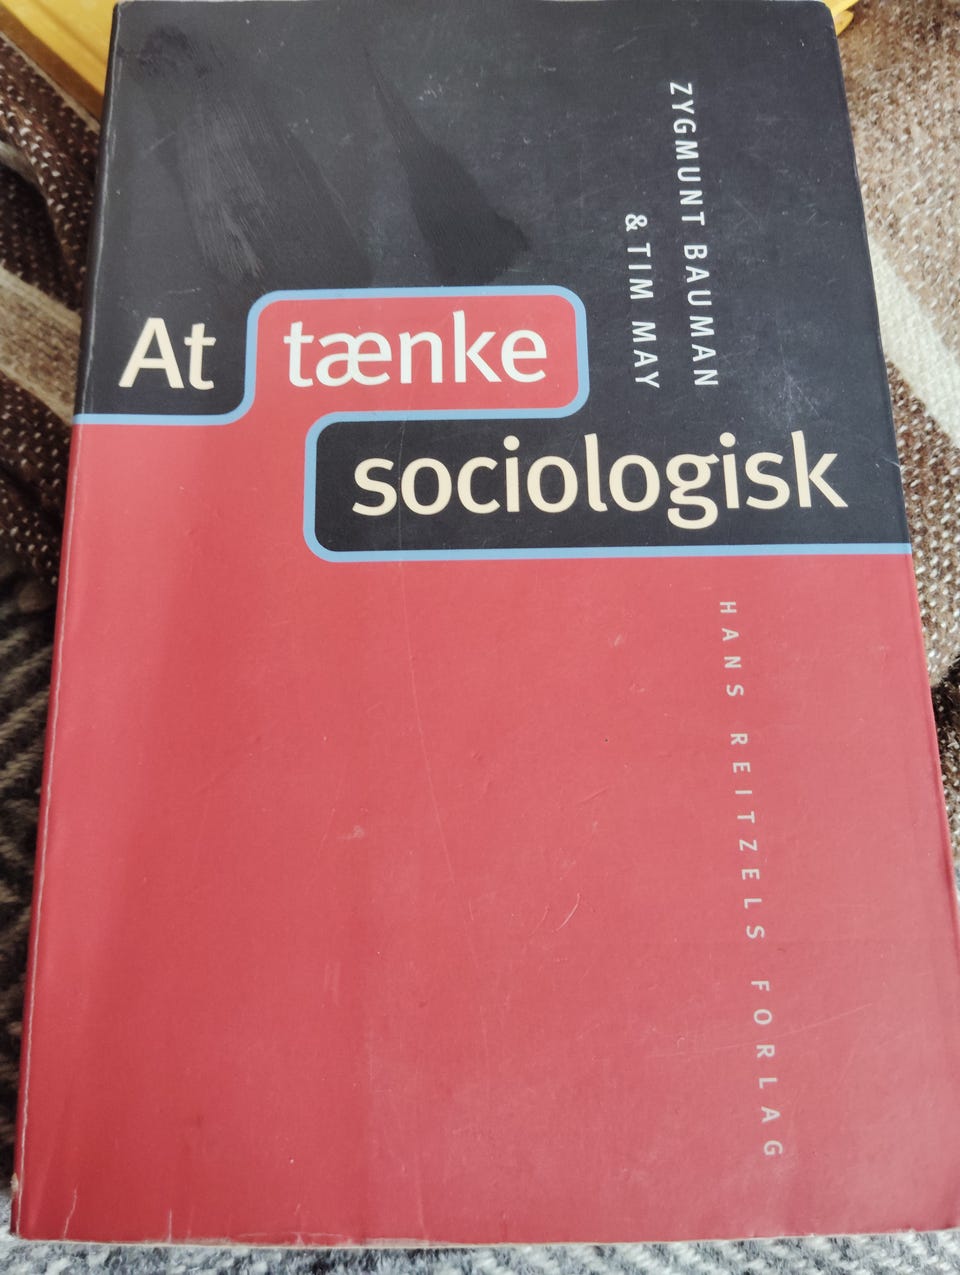 ZYGMUNT BAUMAN
& TIM MAY
At tænke
sociologisk
HANS REITZELS FORLAG